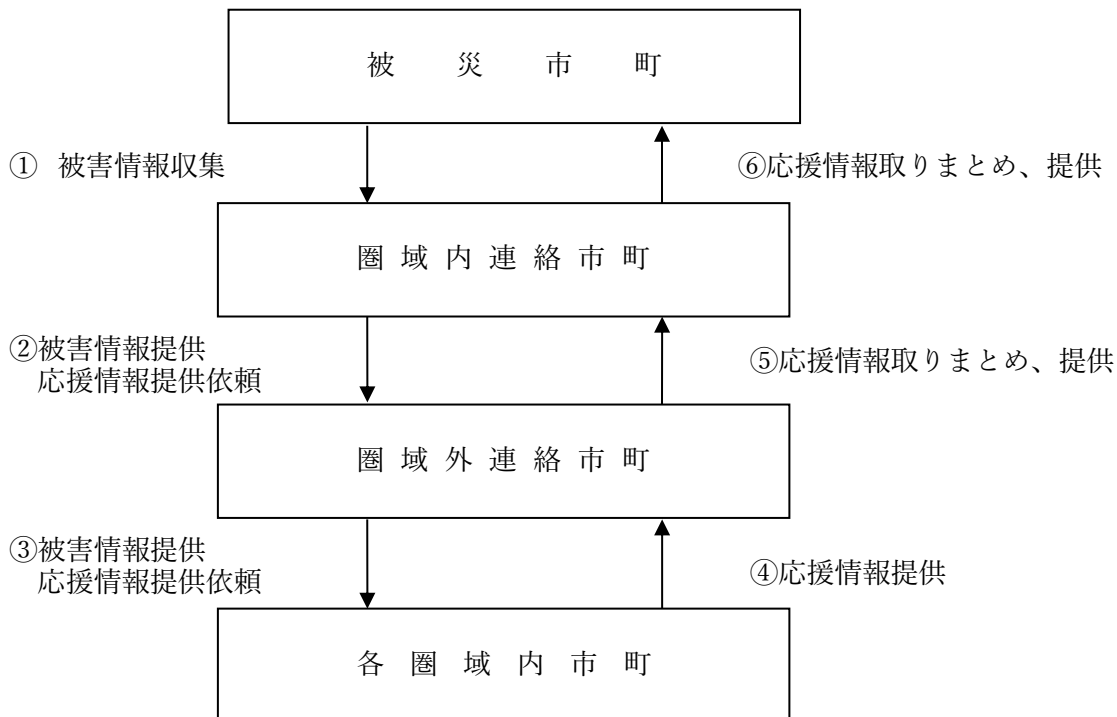 被災市町
① 被害情報収集
⑥応援情報取りまとめ、提供
圏域内連絡市町
②被害情報提供
応援情報提供依頼
⑤応援情報取りまとめ、提供
圏域外連絡市町
③被害情報提供
応援情報提供依頼
④応援情報提供
各圏域内市町